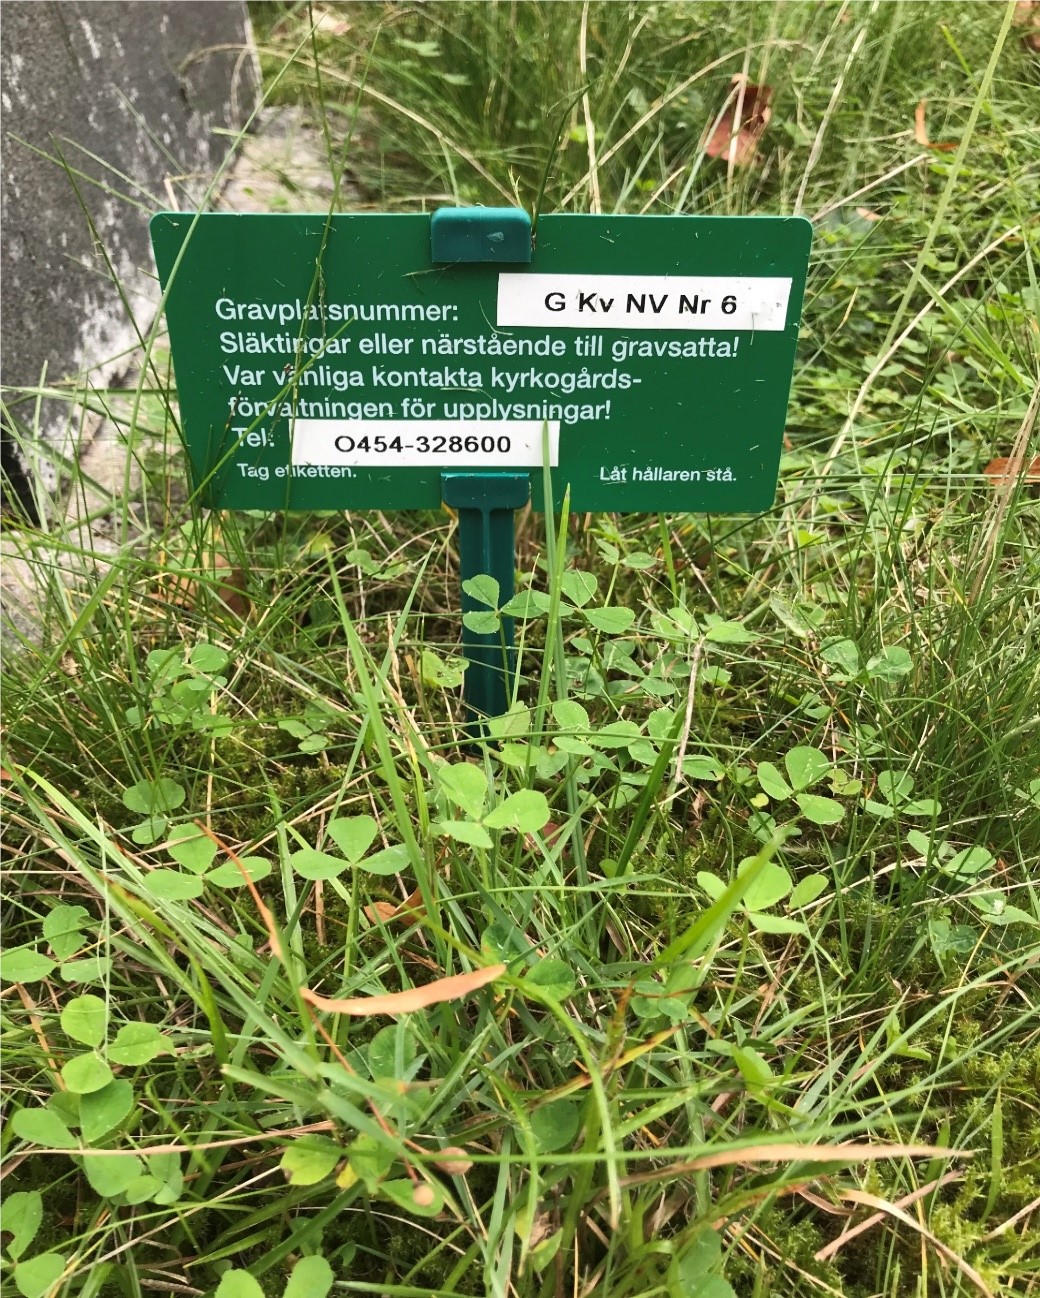 Gravplatsnummer: G Kv NV Nr 6
Släktingar eller närstående till gravsatta!
Var vänliga kontakta kyrkogårds-
förvaltningen för upplysningar!
Tel: O454-328600
Tag etiketten. Låt hållaren stå.